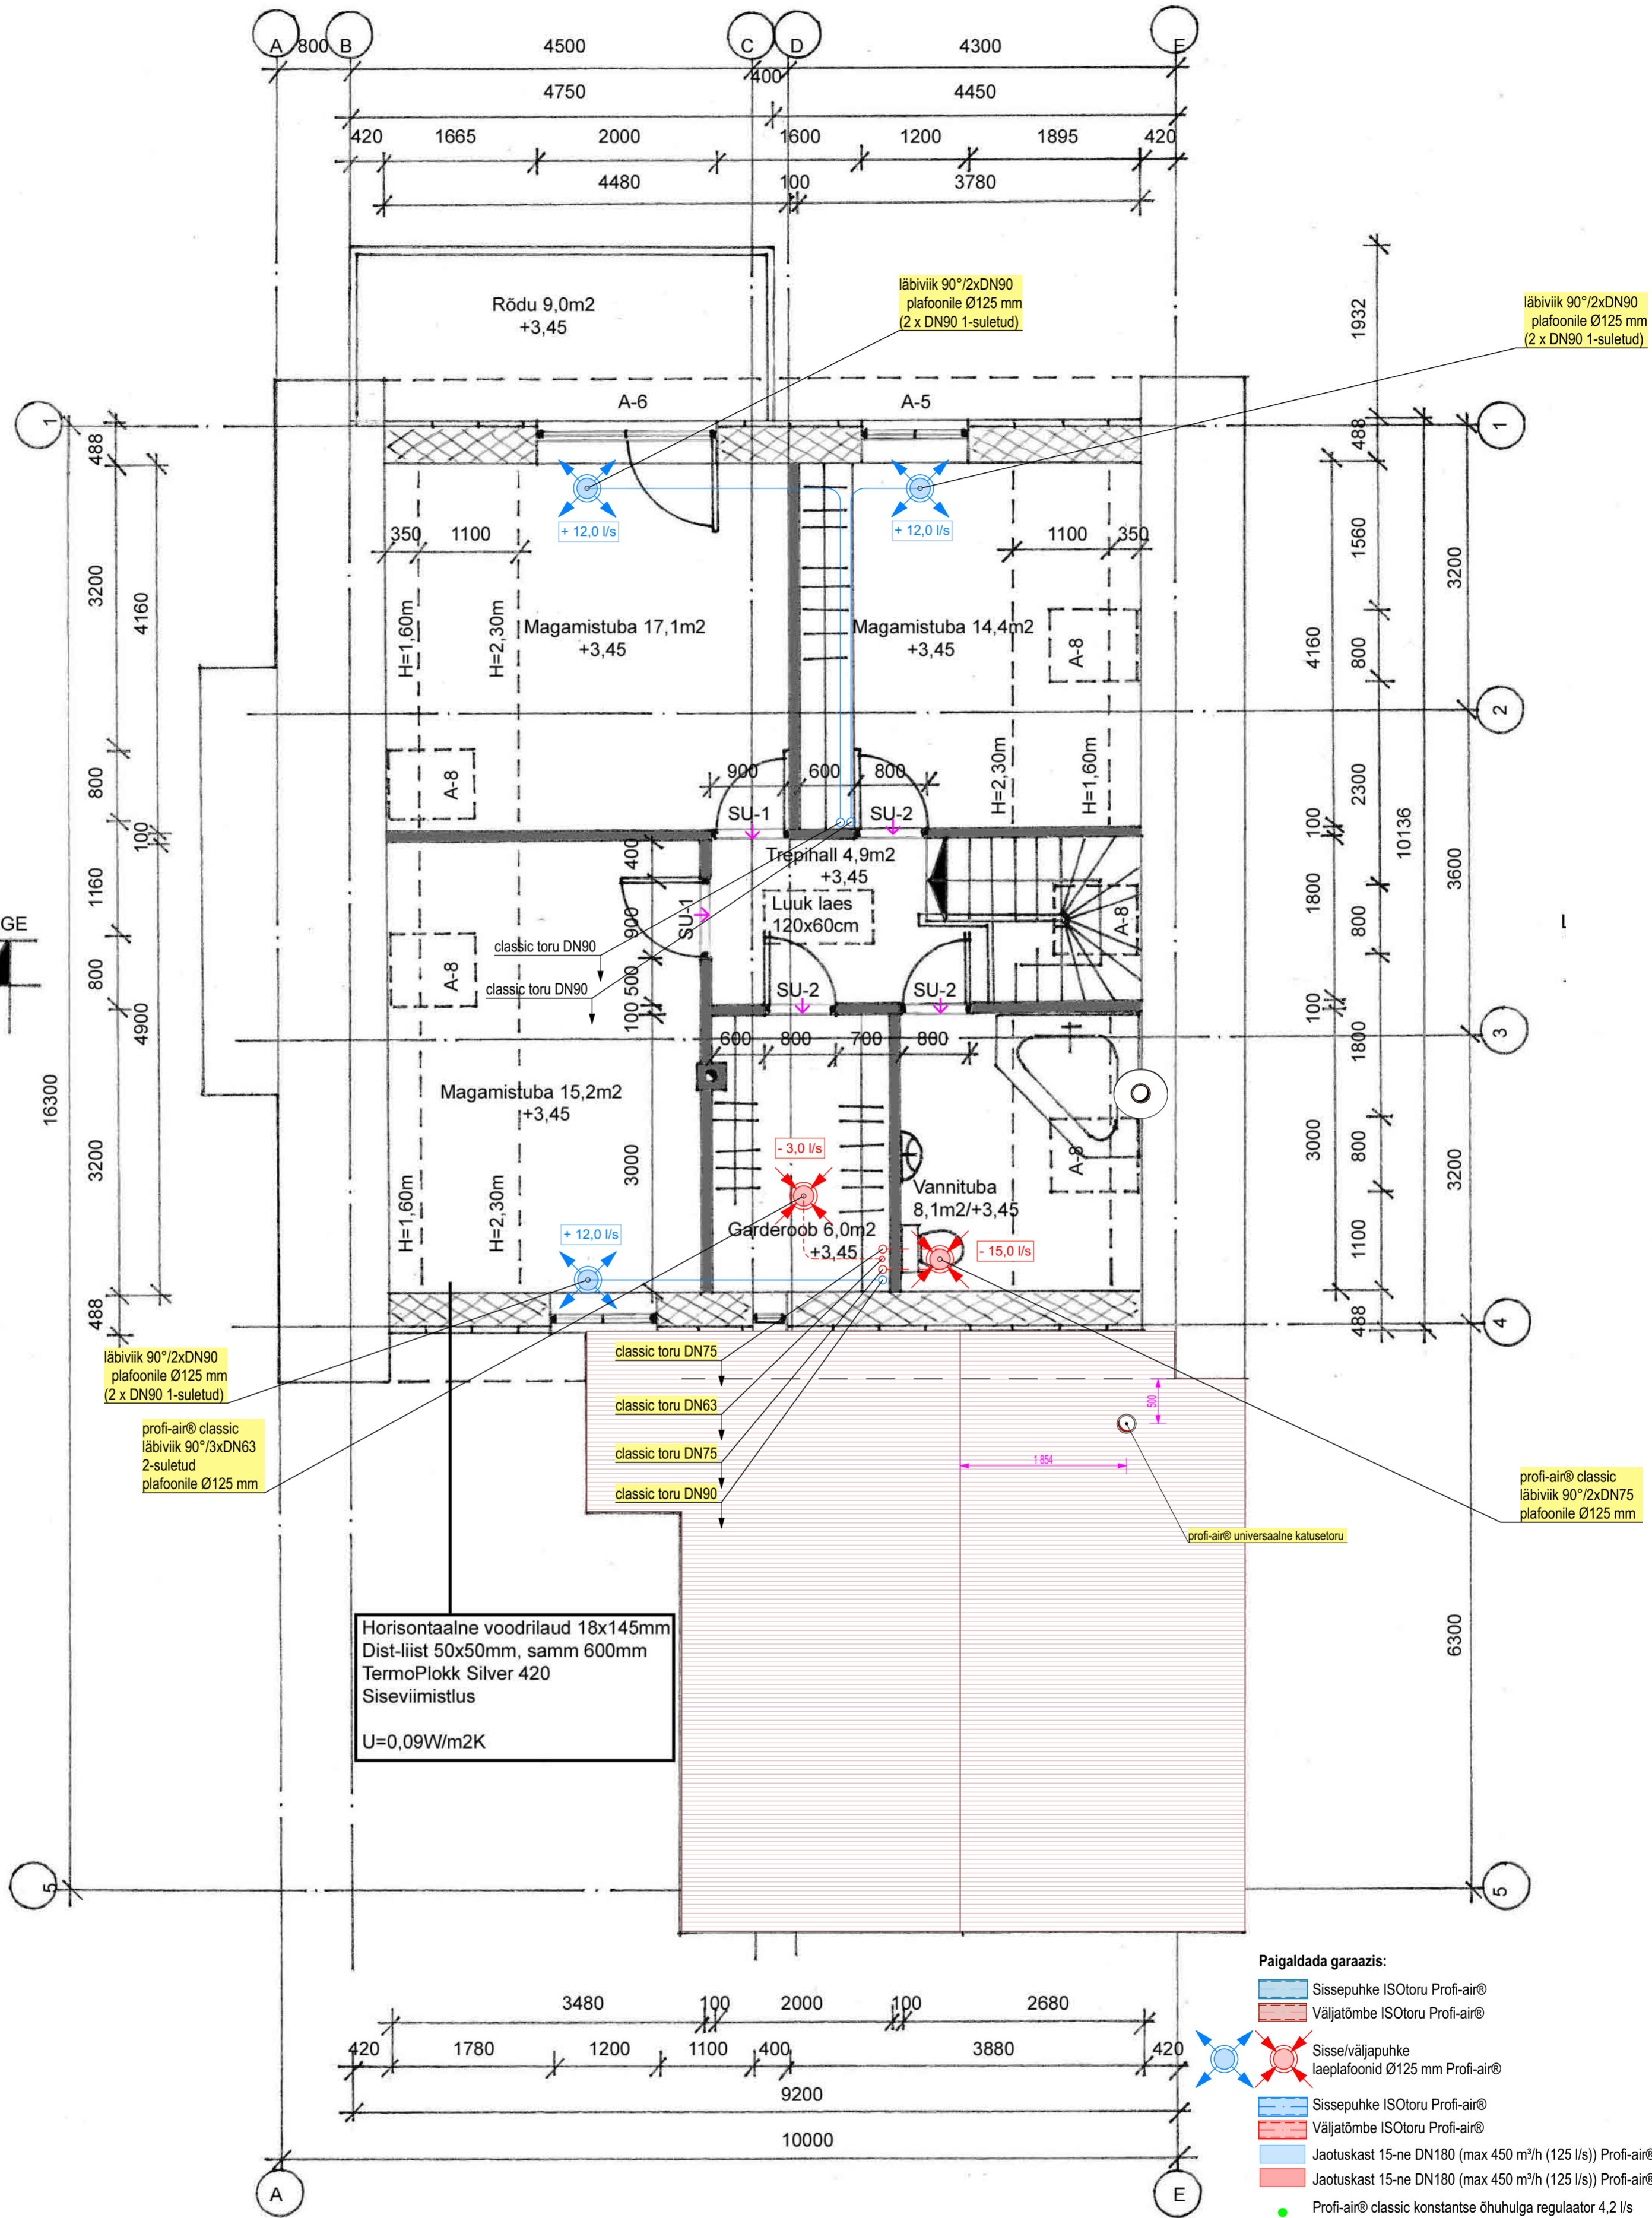 A
800
B
4500
C
D
4300
400
4750
4450
420
1665
2000
1600
1200
1895
420
4480
100
3780
Rõdu 9,0m2
+3,45
läbiviik 90°/2xDN90
plafoonile Ø125 mm
(2 x DN90 1-suletud)
läbiviik 90°/2xDN90
plafoonile Ø125 mm
(2 x DN90 1-suletud)
1932
A-6
A-5
1
1
488
488
+ 12,0 l/s
+ 12,0 l/s
350
1100
1100
350
3200
4160
1560
3200
H=1,60m
H=2,30m
Magamistuba 17,1m2
+3,45
Magamistuba 14,4m2
+3,45
A-8
4160
800
2
H=2,30m
H=1,60m
800
A-8
900
600
800
SU-1
SU-2
2300
10136
100
100
400
Trepihall 4,9m2
+3,45
1160
SU-1
900
Luuk laes
120x60cm
A-8
1800
800
3600
GE
classic toru DN90
classic toru DN90
A-8
800
4900
500
100
SU-2
SU-2
100
3
600
800
700
800
1800
16300
Magamistuba 15,2m2
+3,45
3200
3000
- 3,0 l/s
Vannituba
8,1m2/+3,45
A-8
3000
800
3200
H=1,60m
H=2,30m
+ 12,0 l/s
Garderoob 6,0m2
+3,45
- 15,0 l/s
1100
488
488
4
läbiviik 90°/2xDN90
plafoonile Ø125 mm
(2 x DN90 1-suletud)
classic toru DN75
classic toru DN63
classic toru DN75
classic toru DN90
500
1 854
profi-air® classic
läbiviik 90°/3xDN63
2-suletud
plafoonile Ø125 mm
profi-air® classic
läbiviik 90°/2xDN75
plafoonile Ø125 mm
profi-air® universaalne katusetoru
Horisontaalne voodrilaud 18x145mm
Dist-liist 50x50mm, samm 600mm
TermoPlokk Silver 420
Siseviimistlus
U=0,09W/m2K
6300
5
5
3480
100
2000
100
2680
420
1780
1200
1100
400
3880
420
9200
10000
A
E
Paigaldada garaazis:
Sissepuhke ISOtoru Profi-air®
Väljatõmbe ISOtoru Profi-air®
Sisse/väljapuhke
laeplafoonid Ø125 mm Profi-air®
Sissepuhke ISOtoru Profi-air®
Väljatõmbe ISOtoru Profi-air®
Jaotuskast 15-ne DN180 (max 450 m³/h (125 l/s)) Profi-air®
Jaotuskast 15-ne DN180 (max 450 m³/h (125 l/s)) Profi-air®
Profi-air® classic konstantse õhuhulga regulaator 4,2 l/s